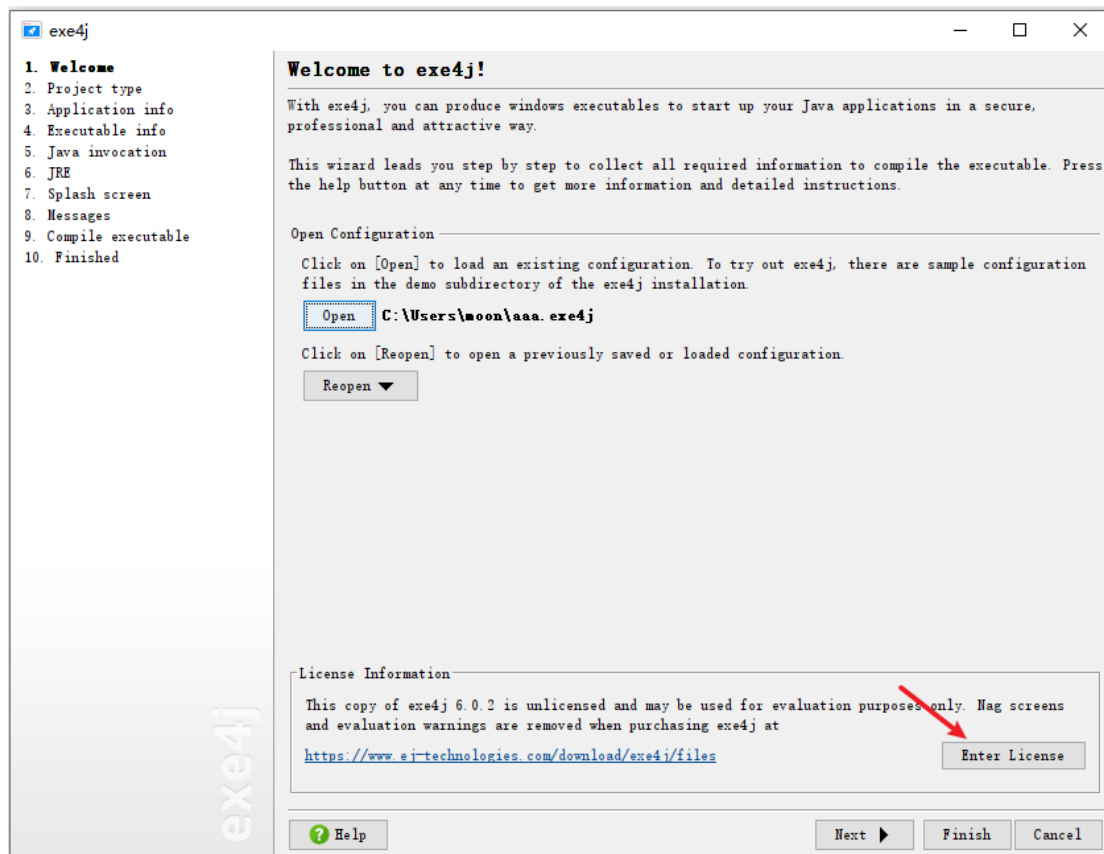 exe4j
1. Welcome
2. Project type
3. Application info
4. Executable info
5. Java invocation
6. JRE
7. Splash screen
8. Messages
9. Compile executable
10. Finished
exe4j
Welcome to exe4j!
With exe4j, you can produce windows executables to start up your Java applications in a secure,
professional and attractive way.
This wizard leads you step by step to collect all required information to compile the executable. Press
the help button at any time to get more information and detailed instructions.
Open Configuration
Click on [Open] to load an existing configuration. To try out exe4j, there are sample configuration
files in the demo subdirectory of the exe4j installation.
Open C:\Users\moon\aaa.exe4j
Click on [Reopen] to open a previously saved or loaded configuration.
Reopen
License Information
This copy of exe4j 6.0.2 is unlicensed and may be used for evaluation purposes only. Nag screens
and evaluation warnings are removed when purchasing exe4j at
https://www.ej-technologies.com/download/exe4j/files
Enter License
? Help
Next
Finish
Cancel